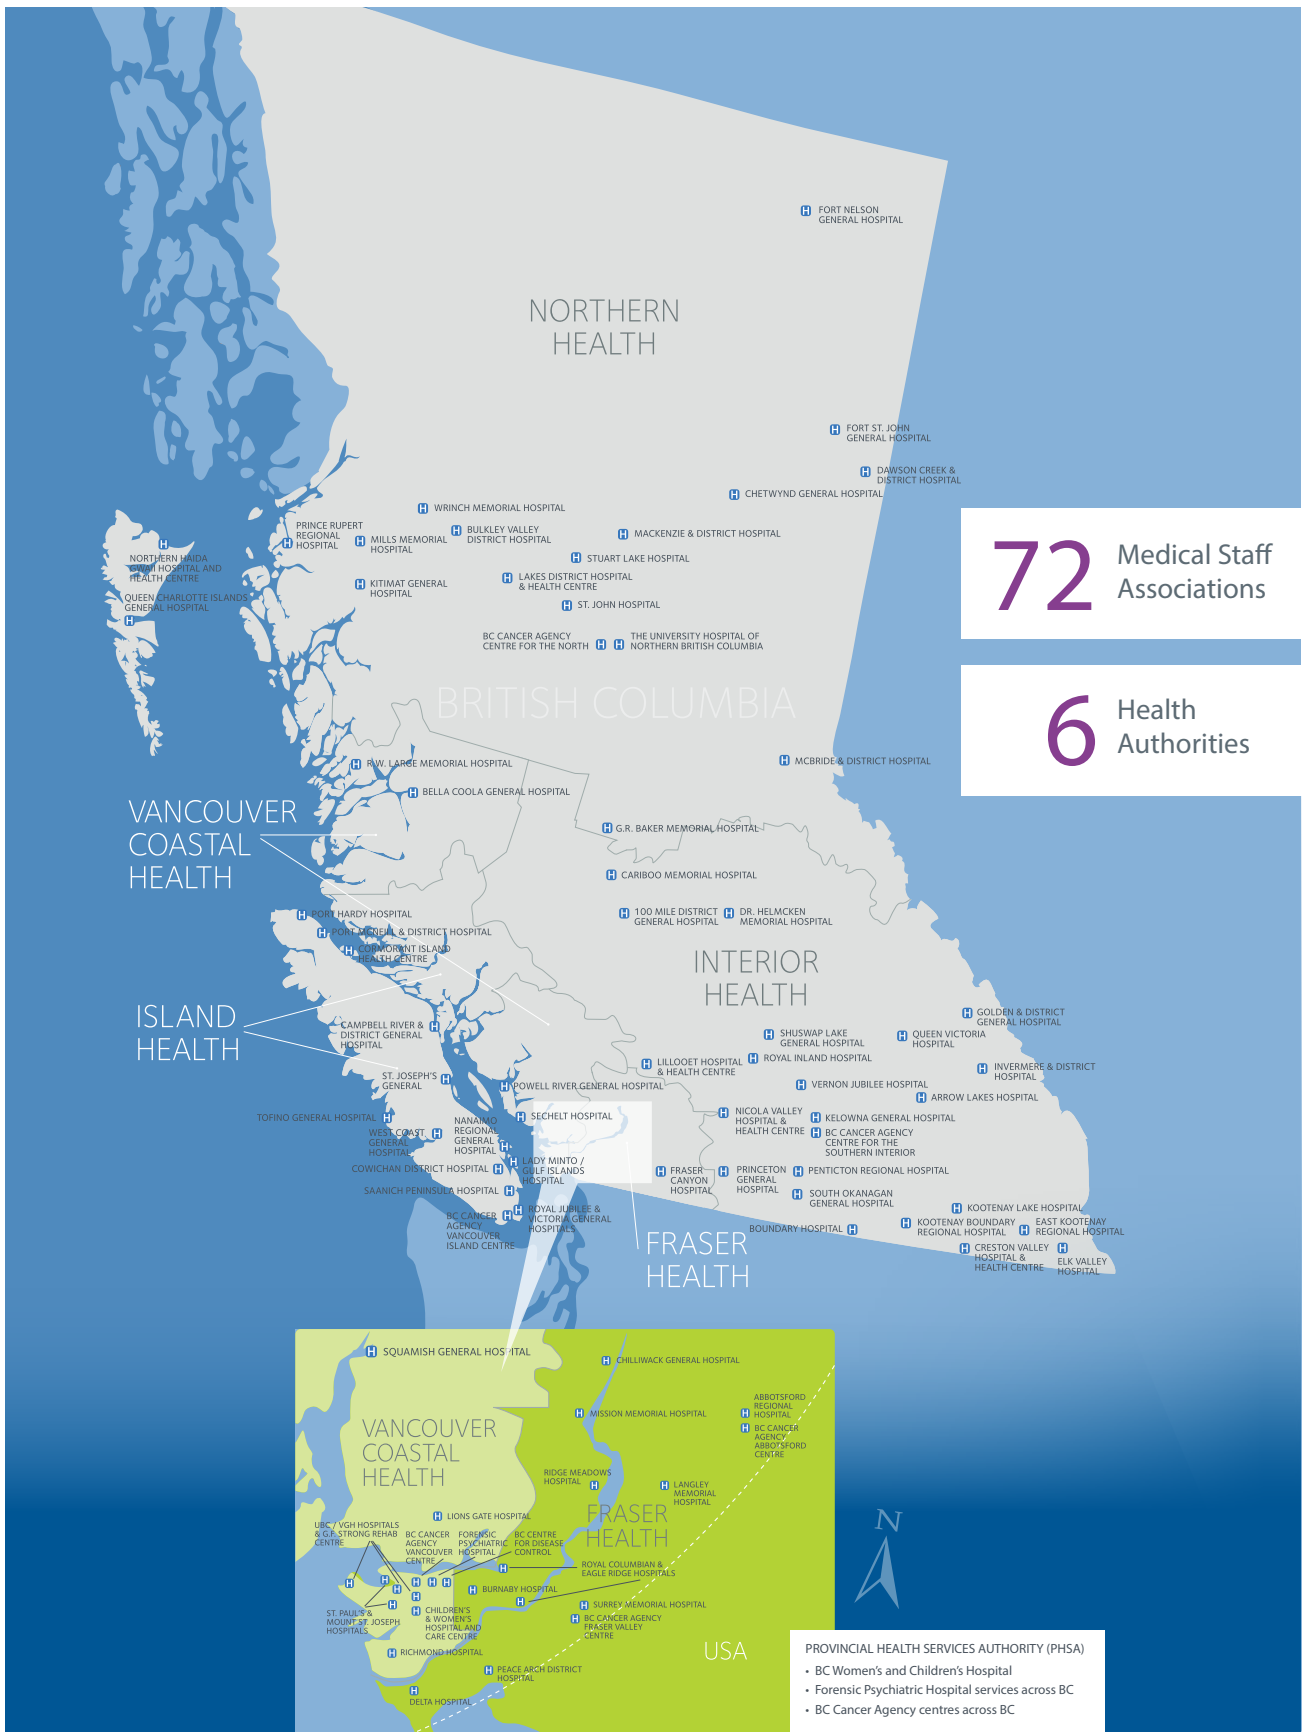 FORT NELSON
GENERAL HOSPITAL
NORTHERN
HEALTH
FORT ST. JOHN
GENERAL HOSPITAL
DAWSON CREEK &
DISTRICT HOSPITAL
CHETWYND GENERAL HOSPITAL
WRINCH MEMORIAL HOSPITAL
PRINCE RUPERT
REGIONAL
HOSPITAL
MILLS MEMORIAL
HOSPITAL
BULKLEY VALLEY
DISTRICT HOSPITAL
MACKENZIE & DISTRICT HOSPITAL
STUART LAKE HOSPITAL
NORTHERN HAIDA
GWAII HOSPITAL AND
HEALTH CENTRE
KITIMAT GENERAL
HOSPITAL
LAKES DISTRICT HOSPITAL
& HEALTH CENTRE
QUEEN CHARLOTTE ISLANDS
GENERAL HOSPITAL
ST. JOHN HOSPITAL
BC CANCER AGENCY
CENTRE FOR THE NORTH
THE UNIVERSITY HOSPITAL OF
NORTHERN BRITISH COLUMBIA
72
Medical Staff
Associations
6
Health
Authorities
BRITISH COLUMBIA
R.W. LARGE MEMORIAL HOSPITAL
MCBRIDE & DISTRICT HOSPITAL
BELLA COOLA GENERAL HOSPITAL
VANCOUVER
COASTAL
HEALTH
G.R. BAKER MEMORIAL HOSPITAL
CARIBOO MEMORIAL HOSPITAL
100 MILE DISTRICT
GENERAL HOSPITAL
DR. HELMCKEN
MEMORIAL HOSPITAL
PORT HARDY HOSPITAL
PORT MCNEILL & DISTRICT HOSPITAL
CORMORANT ISLAND
HEALTH CENTRE
INTERIOR
HEALTH
ISLAND
HEALTH
CAMPBELL RIVER &
DISTRICT GENERAL
HOSPITAL
GOLDEN & DISTRICT
GENERAL HOSPITAL
SHUSWAP LAKE
GENERAL HOSPITAL
QUEEN VICTORIA
HOSPITAL
LILLOOET HOSPITAL
& HEALTH CENTRE
ROYAL INLAND HOSPITAL
INVERMERE & DISTRICT
HOSPITAL
ST. JOSEPH'S
GENERAL
POWELL RIVER GENERAL HOSPITAL
VERNON JUBILEE HOSPITAL
ARROW LAKES HOSPITAL
TOFINO GENERAL HOSPITAL
SECHELT HOSPITAL
NICOLA VALLEY
HOSPITAL &
HEALTH CENTRE
KELOWNA GENERAL HOSPITAL
BC CANCER AGENCY
CENTRE FOR THE
SOUTHERN INTERIOR
WEST COAST
GENERAL
HOSPITAL
NANAIMO
REGIONAL
GENERAL
HOSPITAL
LADY MINTO /
GULF ISLANDS
HOSPITAL
COWICHAN DISTRICT HOSPITAL
FRASER
CANYON
HOSPITAL
PRINCETON
GENERAL
HOSPITAL
PENTICTON REGIONAL HOSPITAL
SAANICH PENINSULA HOSPITAL
SOUTH OKANAGAN
GENERAL HOSPITAL
BC CANCER
AGENCY
VANCOUVER
ISLAND CENTRE
ROYAL JUBILEE &
VICTORIA GENERAL
HOSPITALS
KOOTENAY LAKE HOSPITAL
BOUNDARY HOSPITAL
KOOTENAY BOUNDARY
REGIONAL HOSPITAL
EAST KOOTENAY
REGIONAL HOSPITAL
CRESTON VALLEY
HOSPITAL &
HEALTH CENTRE
ELK VALLEY
HOSPITAL
FRASER
HEALTH
SQUAMISH GENERAL HOSPITAL
CHILLIWACK GENERAL HOSPITAL
MISSION MEMORIAL HOSPITAL
ABBOTSFORD
REGIONAL
HOSPITAL
BC CANCER
AGENCY
ABBOTSFORD
CENTRE
VANCOUVER
COASTAL
HEALTH
RIDGE MEADOWS
HOSPITAL
LANGLEY
MEMORIAL
HOSPITAL
FRASER
HEALTH
LIONS GATE HOSPITAL
UBC / VGH HOSPITALS
& G.F. STRONG REHAB
CENTRE
BC CANCER
AGENCY
VANCOUVER
CENTRE
FORENSIC
PSYCHIATRIC
HOSPITAL
BC CENTRE
FOR DISEASE
CONTROL
ROYAL COLUMBIAN &
EAGLE RIDGE HOSPITALS
BURNABY HOSPITAL
SURREY MEMORIAL HOSPITAL
BC CANCER AGENCY
FRASER VALLEY
CENTRE
ST. PAUL'S &
MOUNT ST. JOSEPH
HOSPITALS
CHILDREN'S
& WOMEN'S
HOSPITAL AND
CARE CENTRE
RICHMOND HOSPITAL
PEACE ARCH DISTRICT
HOSPITAL
DELTA HOSPITAL
USA
N
PROVINCIAL HEALTH SERVICES AUTHORITY (PHSA)
• BC Women's and Children's Hospital
• Forensic Psychiatric Hospital services across BC
• BC Cancer Agency centres across BC